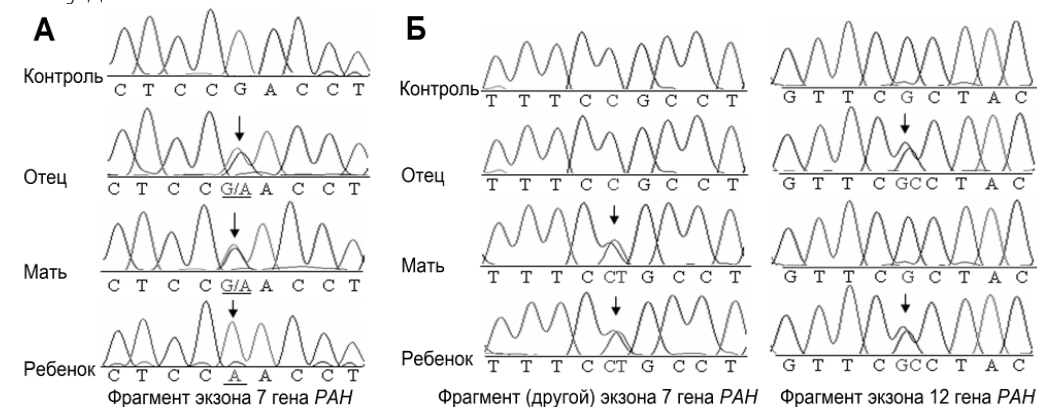 А
Контроль
C T C C G A C C T
Отец
C T C C G/A A C C T
Мать
C T C C G/A A C C T
Ребенок
C T C C A A C C T
Фрагмент экзона 7 гена PAH
Б
Контроль
T T T C C G C C T
G T T C G C T A C
Отец
T T T C C G C C T
G T T C GC C T A C
Мать
T T T C CT G C C T
G T T C G C T A C
Ребенок
T T T C CT G C C T
G T T C GC C T A C
Фрагмент (другой) экзона 7 гена PAH
Фрагмент экзона 12 гена PAH